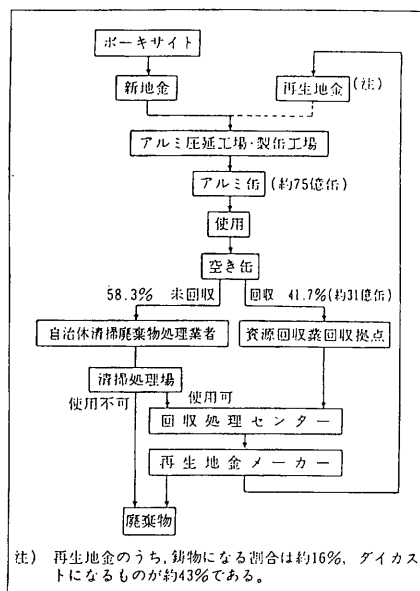 ボーキサイト
新地金
再生地金 (注)
アルミ圧延工場・製缶工場
アルミ缶 (約75億缶)
使用
空き缶
58.3% 未回収
回収 41.7%(約31億缶)
自治体清掃廃棄物処理業者
資源回収業回収拠点
清掃処理場
使用不可
使用可
回収処理センター
再生地金メーカー
廃棄物
注) 再生地金のうち,鋳物になる割合は約16%, ダイカス
トになるものが約43%である。